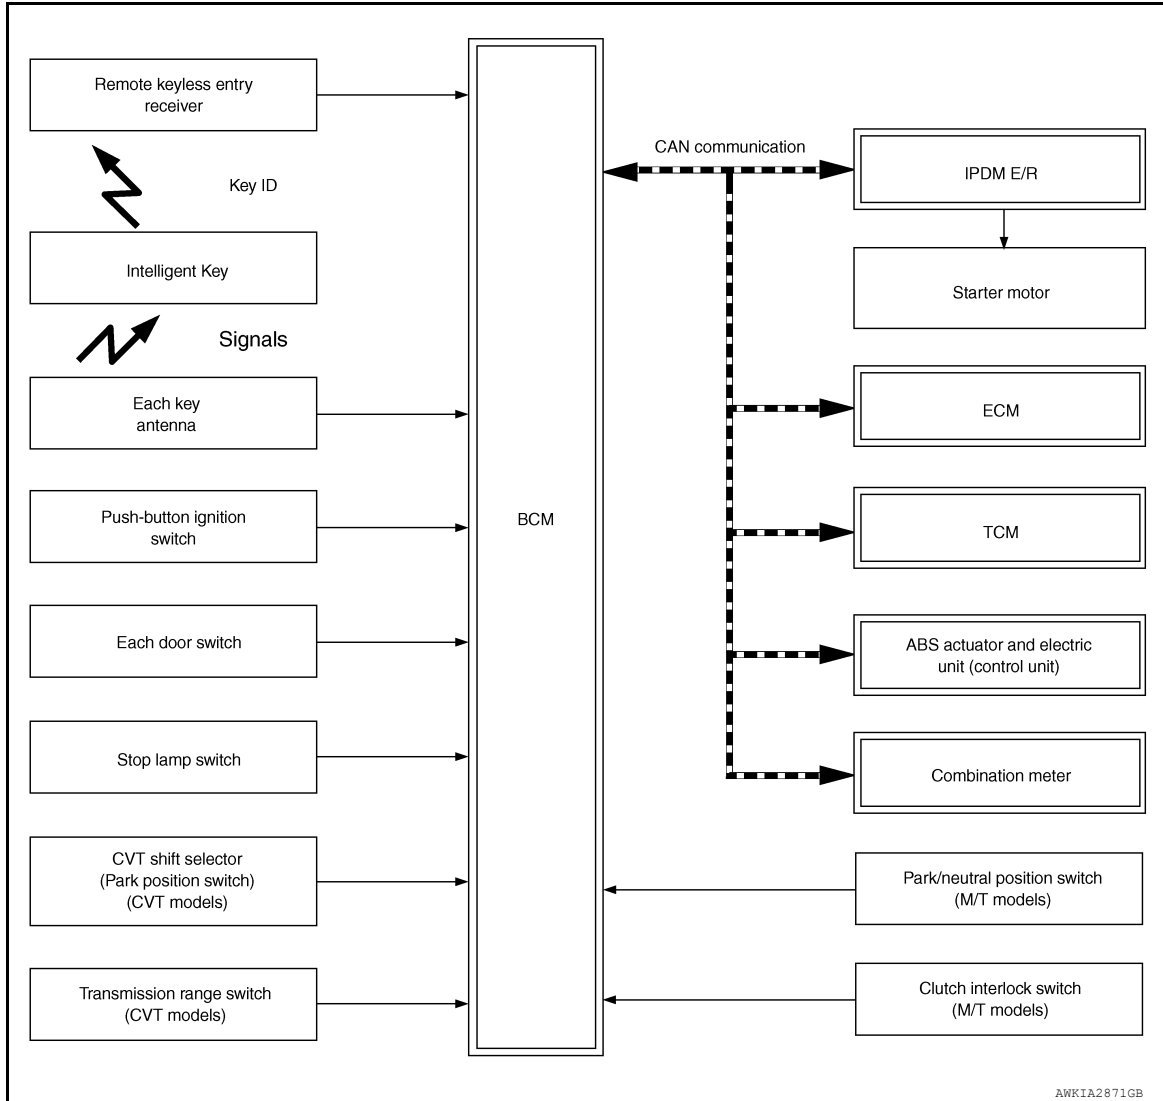 Remote keyless entry
receiver
Key ID
Intelligent Key
Signals
Each key
antenna
Push-button ignition
switch
Each door switch
Stop lamp switch
CVT shift selector
(Park position switch)
(CVT models)
Transmission range switch
(CVT models)
BCM
CAN communication
IPDM E/R
Starter motor
ECM
TCM
ABS actuator and electric
unit (control unit)
Combination meter
Park/neutral position switch
(M/T models)
Clutch interlock switch
(M/T models)
AWKIA2871GB